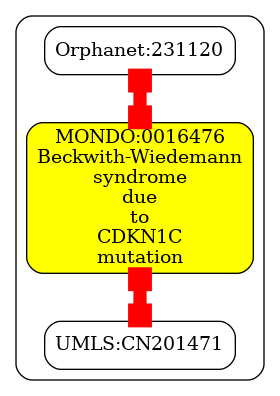 Orphanet:231120
MONDO:0016476
Beckwith-Wiedemann
syndrome
due
to
CDKN1C
mutation
UMLS:CN201471